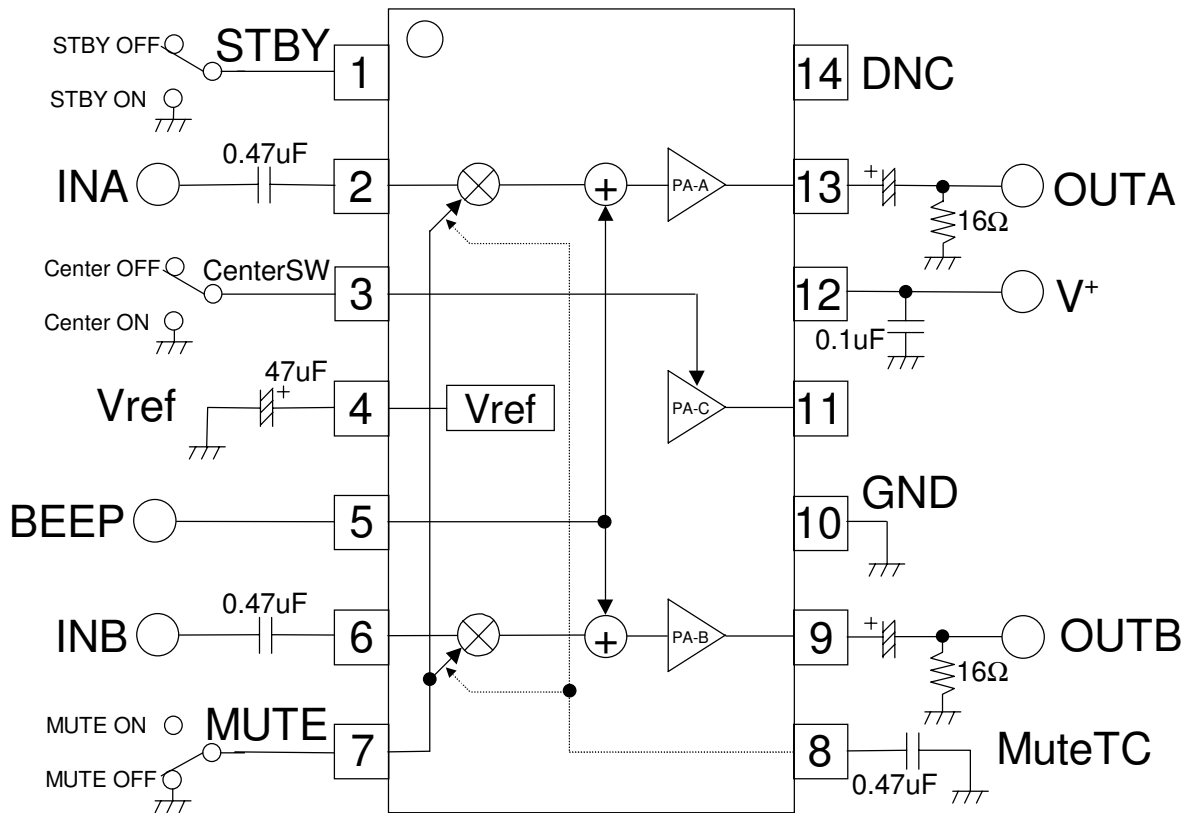 STBY OFF
STBY
1
STBY ON
14
DNC
INA
0.47uF
2
+
PA-A
13
+
16Ω
OUTA
Center OFF
CenterSW
3
Center ON
12
0.1uF
V+
Vref
47uF
+
4
Vref
PA-C
11
BEEP
5
10
GND
INB
0.47uF
6
+
PA-B
9
+
16Ω
OUTB
MUTE ON
MUTE
7
MUTE OFF
8
0.47uF
MuteTC